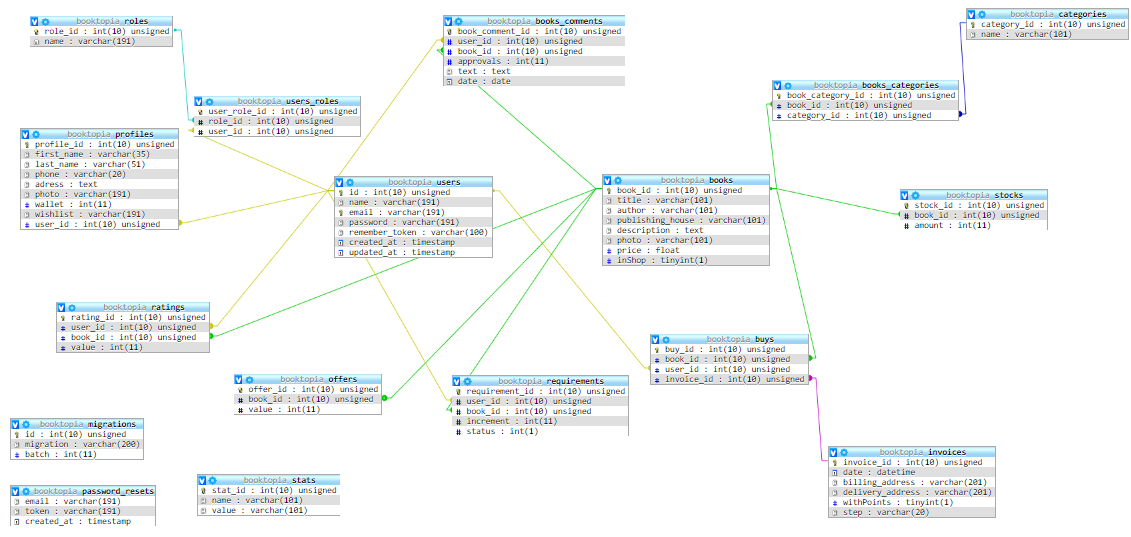 booktopia roles
role_id : int(10) unsigned
name : varchar(191)
booktopia users_roles
user_role_id : int(10) unsigned
role_id : int(10) unsigned
user_id : int(10) unsigned
booktopia profiles
profile_id : int(10) unsigned
first_name : varchar(35)
last_name : varchar(51)
phone : varchar(20)
adress : text
photo : varchar(191)
wallet : int(11)
wishlist : varchar(191)
user_id : int(10) unsigned
booktopia books_comments
book_comment_id : int(10) unsigned
user_id : int(10) unsigned
book_id : int(10) unsigned
approvals : int(11)
text : text
date : date
booktopia categories
category_id : int(10) unsigned
name : varchar(101)
booktopia books_categories
book_category_id : int(10) unsigned
book_id : int(10) unsigned
category_id : int(10) unsigned
booktopia users
id : int(10) unsigned
name : varchar(191)
email : varchar(191)
password : varchar(191)
remember_token : varchar(100)
created_at : timestamp
updated_at : timestamp
booktopia books
book_id : int(10) unsigned
title : varchar(101)
author : varchar(101)
publishing_house : varchar(101)
description : text
photo : varchar(101)
price : float
inShop : tinyint(1)
booktopia stocks
stock_id : int(10) unsigned
book_id : int(10) unsigned
amount : int(11)
booktopia ratings
rating_id : int(10) unsigned
user_id : int(10) unsigned
book_id : int(10) unsigned
value : int(11)
booktopia offers
offer_id : int(10) unsigned
book_id : int(10) unsigned
value : int(11)
booktopia requirements
requirement_id : int(10) unsigned
user_id : int(10) unsigned
book_id : int(10) unsigned
increment : int(11)
status : int(1)
booktopia buys
buy_id : int(10) unsigned
book_id : int(10) unsigned
user_id : int(10) unsigned
invoice_id : int(10) unsigned
booktopia migrations
id : int(10) unsigned
migration : varchar(200)
batch : int(11)
booktopia password_resets
email : varchar(191)
token : varchar(191)
created_at : timestamp
booktopia stats
stat_id : int(10) unsigned
name : varchar(101)
value : varchar(101)
booktopia invoices
invoice_id : int(10) unsigned
date : datetime
billing_address : varchar(201)
delivery_address : varchar(201)
withPoints : tinyint(1)
step : varchar(20)